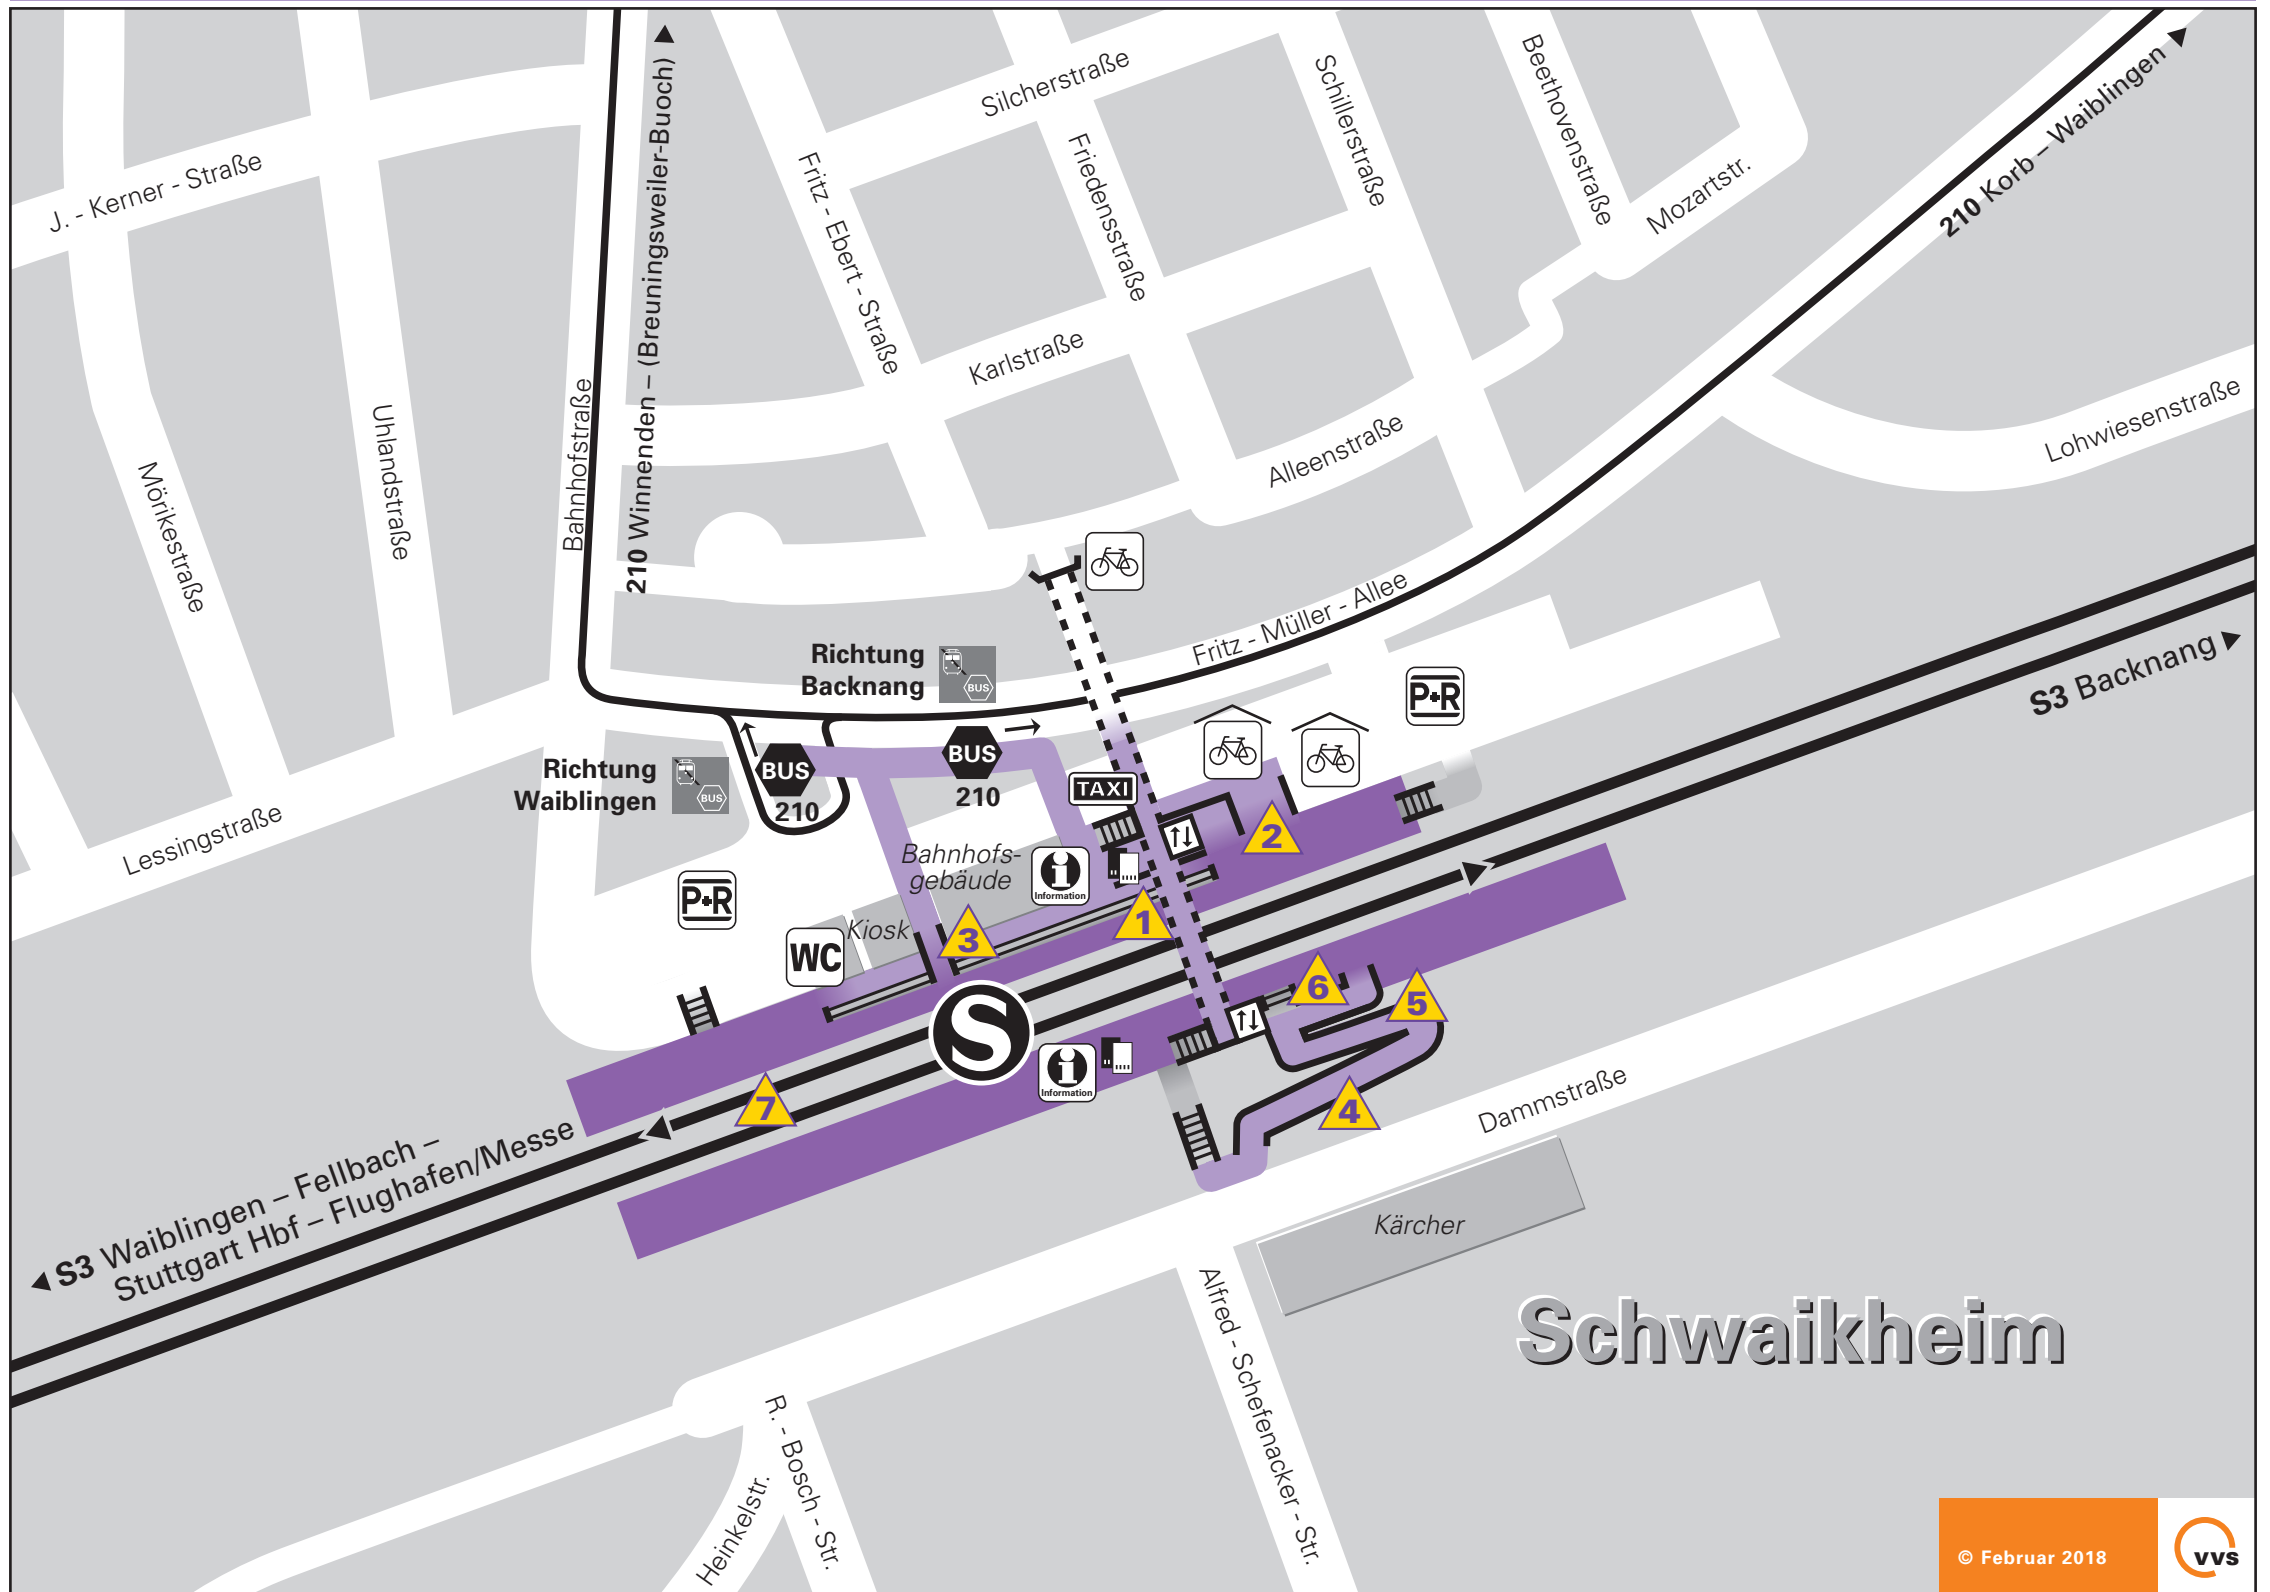 J. - Kerner - Straße
Mörikestraße
Uhlandstraße
Lessingstraße
Bahnhofstraße
210 Winnenden – (Breuningsweiler-Buoch)
Fritz - Ebert - Straße
Silcherstraße
Friedensstraße
Schillerstraße
Beethovenstraße
Mozartstr.
210 Korb – Waiblingen
Karlstraße
Alleenstraße
Lohwiesenstraße
Fritz - Müller - Allee
Richtung
Backnang
BUS
Richtung
Waiblingen
BUS
BUS
210
BUS
210
TAXI
P+R
P+R
S3 Backnang
Bahnhofs-
gebäude
Information
Kiosk
WC
1
2
3
4
5
6
7
S
Information
S3 Waiblingen – Fellbach –
Stuttgart Hbf – Flughafen/Messe
Dammstraße
Kärcher
Alfred - Schefenacker - Str.
R. - Bosch - Str.
Heinkelstr.
Schwaikheim
© Februar 2018
vvs